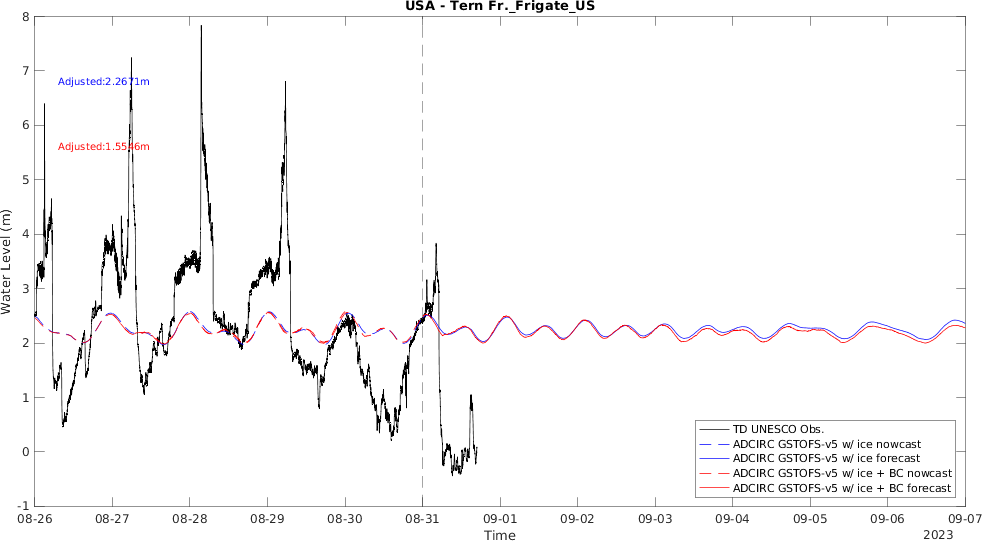 USA - Tern Fr._Frigate_US
8
7
6
5
4
3
2
1
0
-1
Water Level (m)
Adjusted:2.2671m
Adjusted:1.5546m
TD UNESCO Obs.
ADCIRC GSTOFS-v5 w/ ice nowcast
ADCIRC GSTOFS-v5 w/ ice forecast
ADCIRC GSTOFS-v5 w/ ice + BC nowcast
ADCIRC GSTOFS-v5 w/ ice + BC forecast
08-26 08-27 08-28 08-29 08-30 08-31 09-01 09-02 09-03 09-04 09-05 09-06 09-07
Time
2023